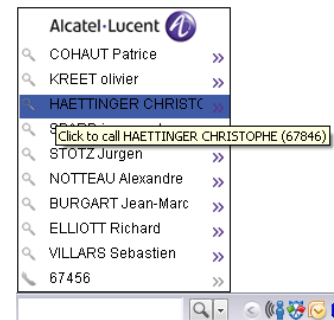 Alcatel·Lucent
COHAUT Patrice
KREET olivier
HAETTINGER CHRISTC
Click to call HAETTINGER CHRISTOPHE (67846)
STOTZ Jurgen
NOTTEAU Alexandre
BURGART Jean-Marc
ELLIOTT Richard
VILLARS Sebastien
67456